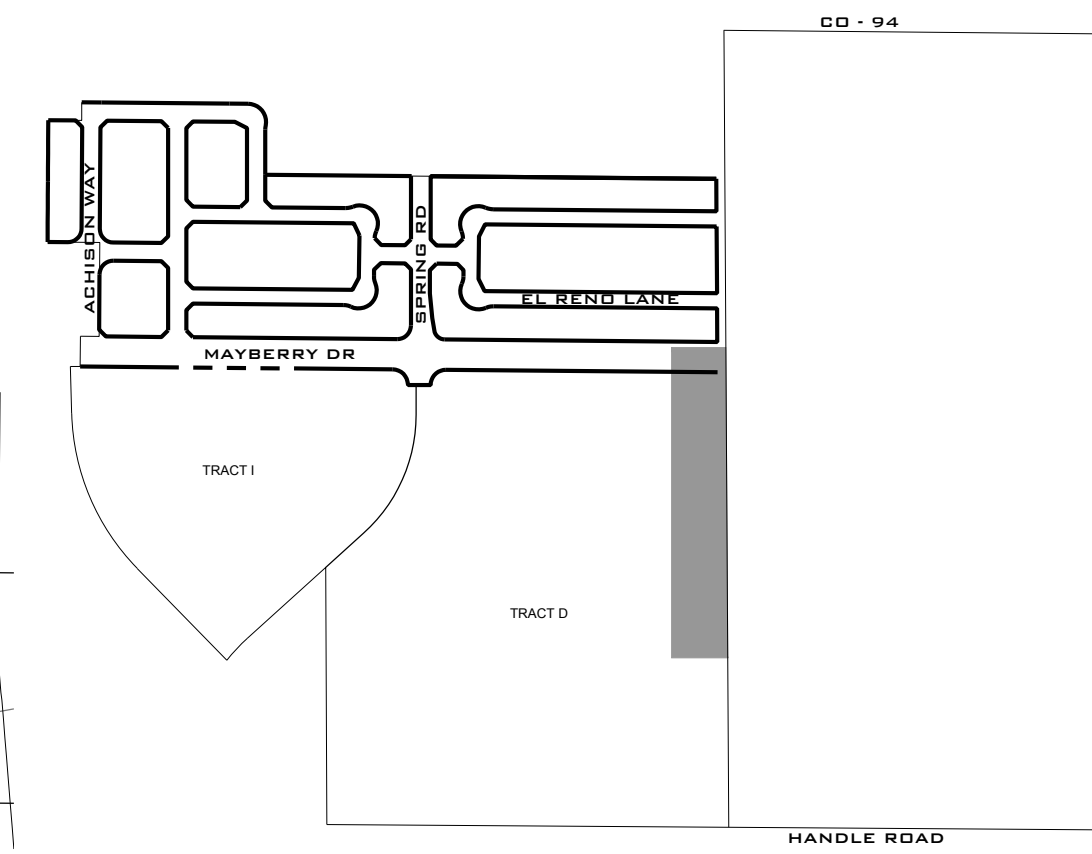 CO - 94
ACHISON WAY
SPRING RD
EL RENO LANE
MAYBERRY DR
TRACT I
TRACT D
HANDLE ROAD